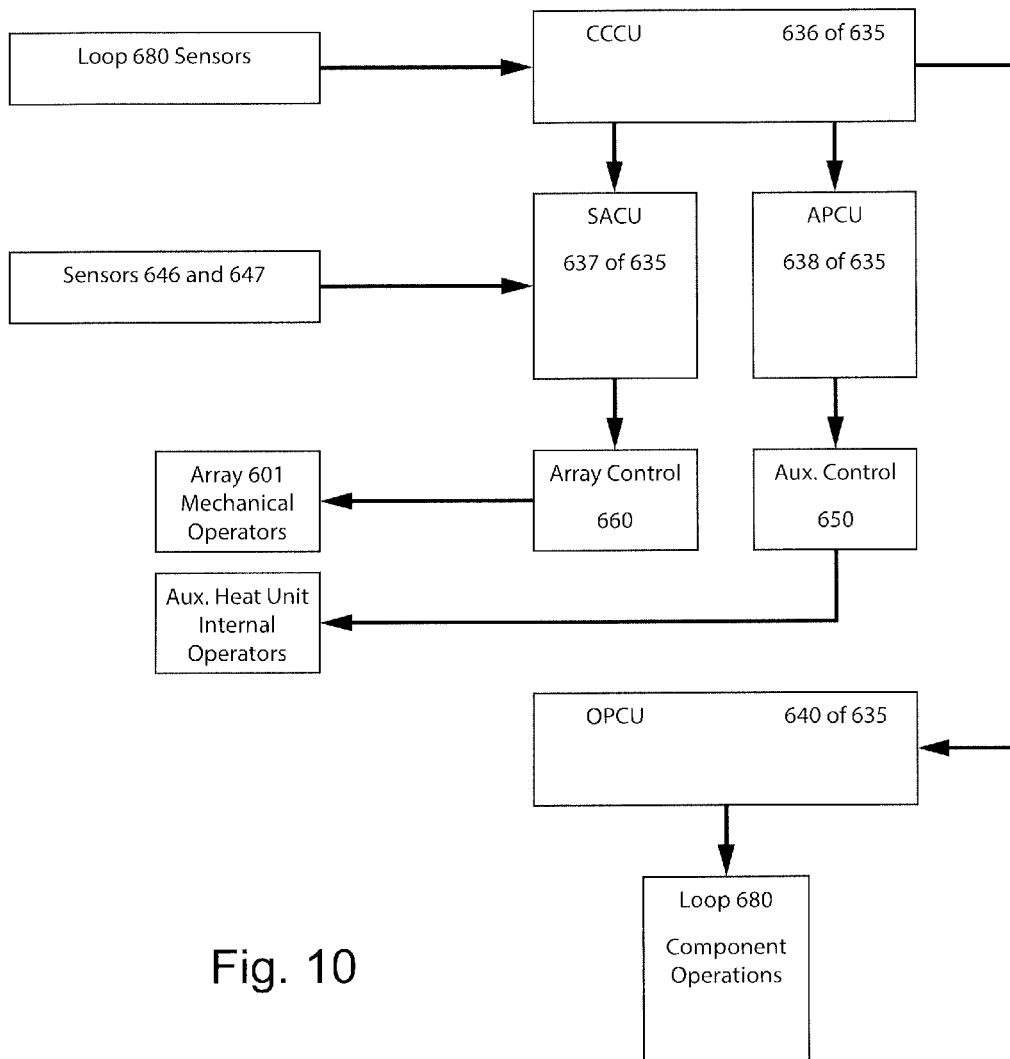 CCCU 636 of 635
Loop 680 Sensors
SACU
637 of 635
APCU
638 of 635
Sensors 646 and 647
Array 601
Mechanical
Operators
Array Control
660
Aux. Control
650
Aux. Heat Unit
Internal
Operators
OPCU 640 of 635
Loop 680
Component
Operations
Fig. 10